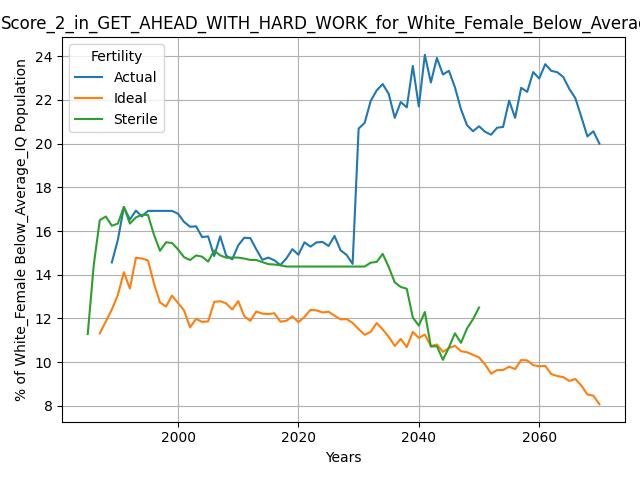 Score_2_in_GET_AHEAD_WITH_HARD_WORK_for_White_Female_Below_Avera
Fertility
Actual
Ideal
Sterile
% of White_Female Below_Average_IQ Population
24
22
20
18
16
14
12
10
8
2000 2020 2040 2060
Years